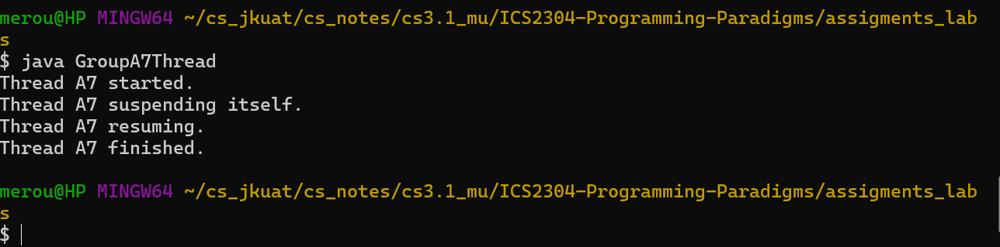 merou@HP MINGW64 ~/cs_jkuat/cs_notes/cs3.1_mu/ICS2304-Programming-Paradigms/assigments_lab
s
$ java GroupA7Thread
Thread A7 started.
Thread A7 suspending itself.
Thread A7 resuming.
Thread A7 finished.
merou@HP MINGW64 ~/cs_jkuat/cs_notes/cs3.1_mu/ICS2304-Programming-Paradigms/assigments_lab
s
$